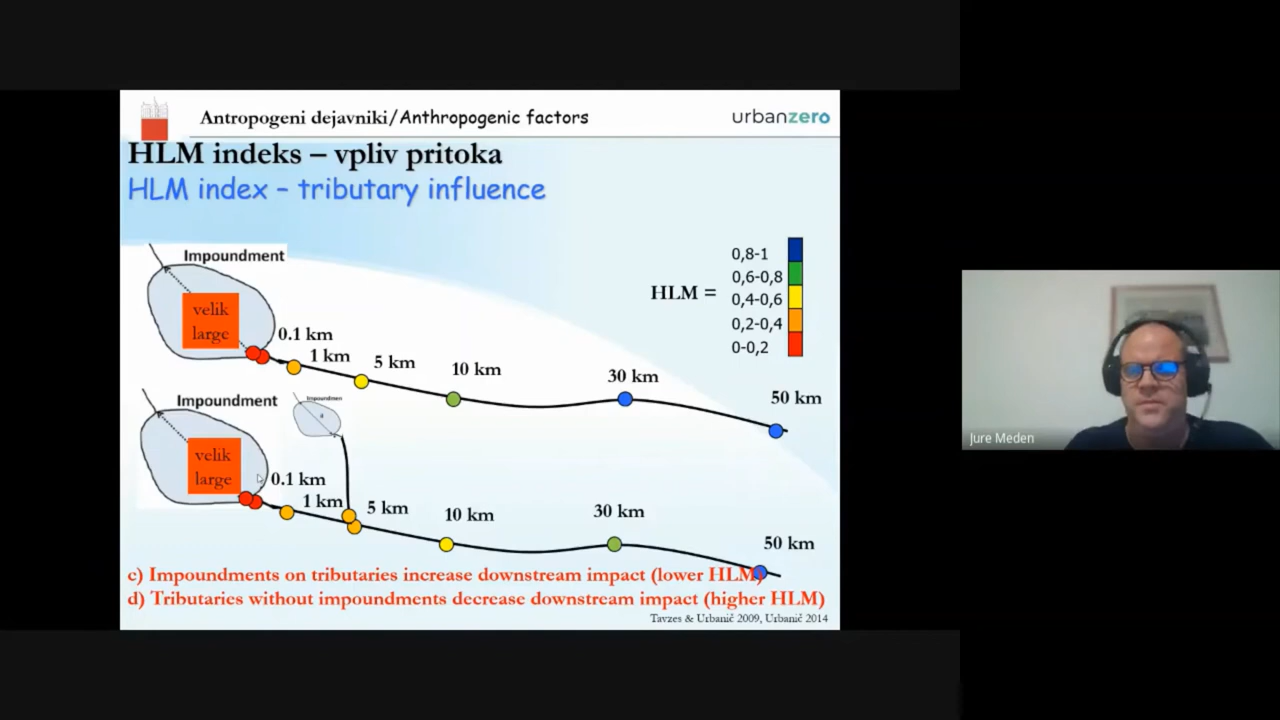 Antropogeni dejavniki/Anthropogenic factors
urbanzero
HLM indeks – vpliv pritoka
HLM index – tributary influence
Impoundment
velik
large
0.1 km
1 km
5 km
10 km
30 km
50 km
HLM =
0,8-1
0,6-0,8
0,4-0,6
0,2-0,4
0-0,2
Impoundment
velik
large
Impoundmen
0.1 km
1 km
5 km
10 km
30 km
50 km
c) Impoundments on tributaries increase downstream impact (lower HLM)
d) Tributaries without impoundments decrease downstream impact (higher HLM)
Tavzes & Urbanič 2009, Urbanič 2014
Jure Meden